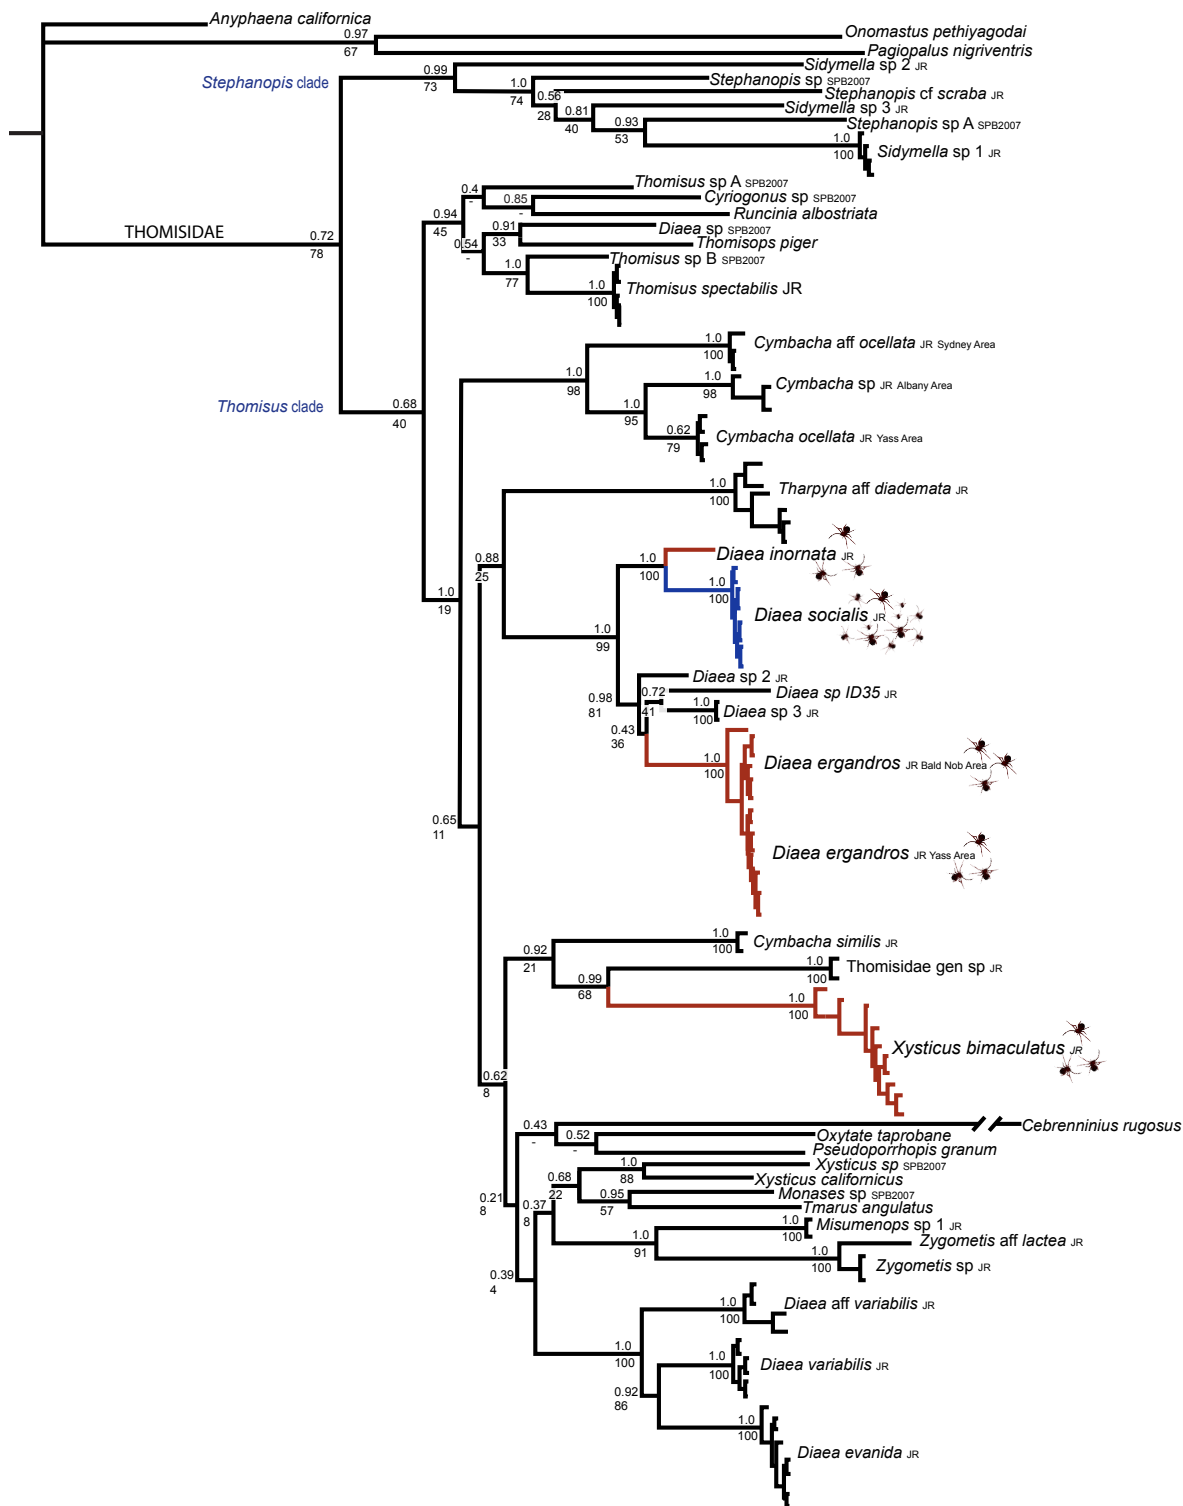 Anyphaena californica
0.97
67
Onomastus pethiyagodai
Pagiopalus nigriventris
Stephanopis clade
0.99
73
Sidymella sp 2 JR
1.0
74
Stephanopis sp SPB2007
0.56
28
Stephanopis cf scraba JR
0.81
40
Sidymella sp 3 JR
0.93
53
Stephanopis sp A SPB2007
1.0
100
Sidymella sp 1 JR
THOMISIDAE
0.72
78
0.94
45
0.4
-
Thomisus sp A SPB2007
0.85
-
Cyriogonus sp SPB2007
Runcinia albostriata
0.54
-
0.91
33
Diaea sp SPB2007
Thomisops piger
1.0
77
Thomisus sp B SPB2007
1.0
100
Thomisus spectabilis JR
Thomisus clade
0.68
40
1.0
98
1.0
100
Cymbacha aff ocellata JR Sydney Area
1.0
95
1.0
98
Cymbacha sp JR Albany Area
0.62
79
Cymbacha ocellata JR Yass Area
1.0
19
0.88
25
1.0
100
Tharpyna aff diademata JR
1.0
99
1.0
100
Diaea inornata JR
1.0
100
Diaea socialis JR
0.98
81
Diaea sp 2 JR
0.72
41
Diaea sp ID35 JR
1.0
100
Diaea sp 3 JR
0.43
36
1.0
100
Diaea ergandros JR Bald Nob Area
Diaea ergandros JR Yass Area
0.65
11
0.92
21
1.0
100
Cymbacha similis JR
0.99
68
1.0
100
Thomisidae gen sp JR
1.0
100
Xysticus bimaculatus JR
0.62
8
0.43
-
Cebrenninius rugosus
0.52
-
Oxytate taprobane
Pseudoporrhopis granum
0.21
8
0.68
22
1.0
88
Xysticus sp SPB2007
Xysticus californicus
0.95
57
Monases sp SPB2007
Tmarus angulatus
0.37
8
1.0
91
1.0
100
Misumenops sp 1 JR
1.0
100
Zygometis aff lactea JR
Zygometis sp JR
0.39
4
1.0
100
1.0
100
Diaea aff variabilis JR
0.92
86
1.0
100
Diaea variabilis JR
1.0
100
Diaea evanida JR